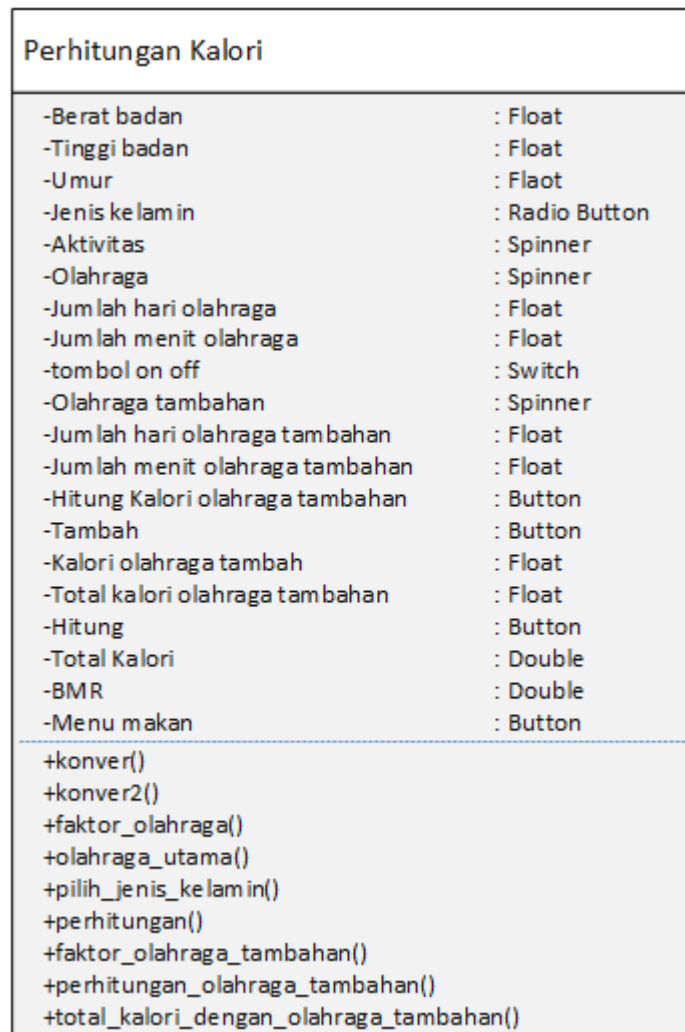 Perhitungan Kalori
-Berat badan : Float
-Tinggi badan : Float
-Umur : Flaot
-Jenis kelamin : Radio Button
-Aktivitas : Spinner
-Olahraga : Spinner
-Jumlah hari olahraga : Float
-Jumlah menit olahraga : Float
-tombol on off : Switch
-Olahraga tambahan : Spinner
-Jumlah hari olahraga tambahan : Float
-Jumlah menit olahraga tambahan : Float
-Hitung Kalori olahraga tambahan : Button
-Tambah : Button
-Kalori olahraga tambah : Float
-Total kalori olahraga tambahan : Float
-Hitung : Button
-Total Kalori : Double
-BMR : Double
-Menu makan : Button
+konver()
+konver2()
+faktor_olahraga()
+olahraga_utama()
+pilih_jenis_kelamin()
+perhitungan()
+faktor_olahraga_tambahan()
+perhitungan_olahraga_tambahan()
+total_kalori_dengan_olahraga_tambahan()